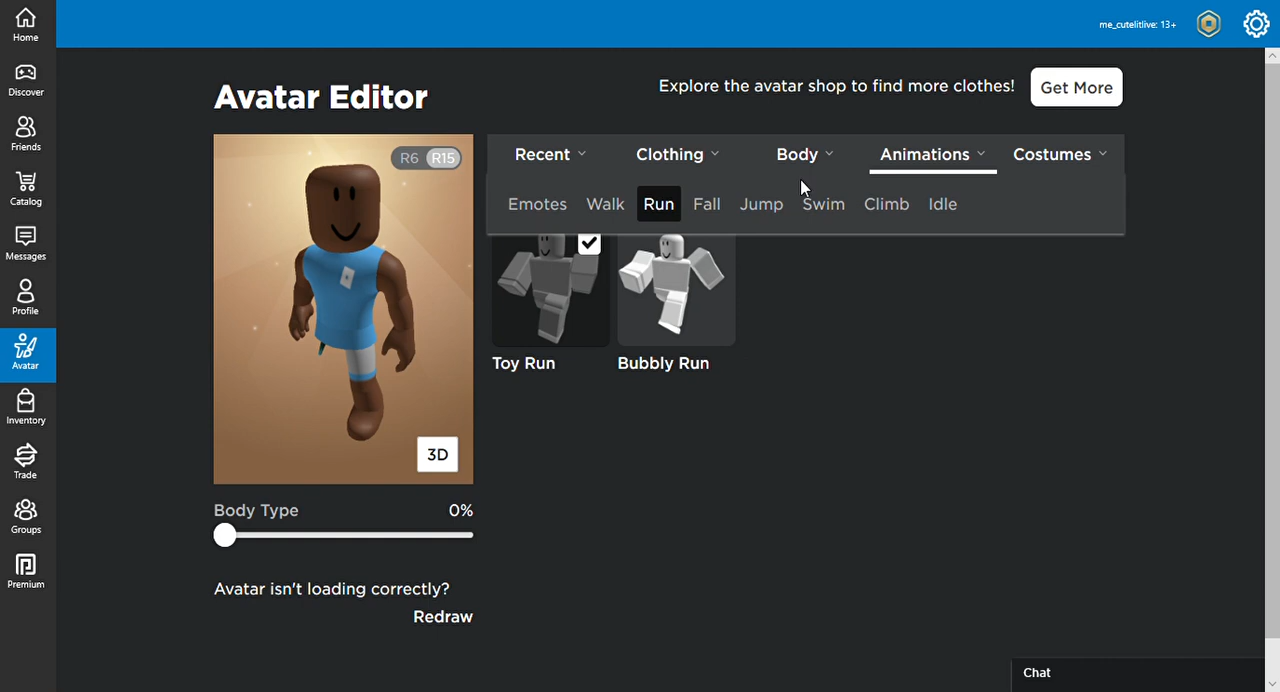 Home
Discover
Friends
Catalog
Messages
Profile
Avatar
Inventory
Trade
Groups
Premium
me_cutelitlive: 13+
Avatar Editor
Explore the avatar shop to find more clothes!
Get More
R6 R15
3D
Body Type 0%
Avatar isn't loading correctly?
Redraw
Recent Clothing Body Animations Costumes
Emotes Walk Run Fall Jump Swim Climb Idle
Toy Run Bubbly Run
Chat